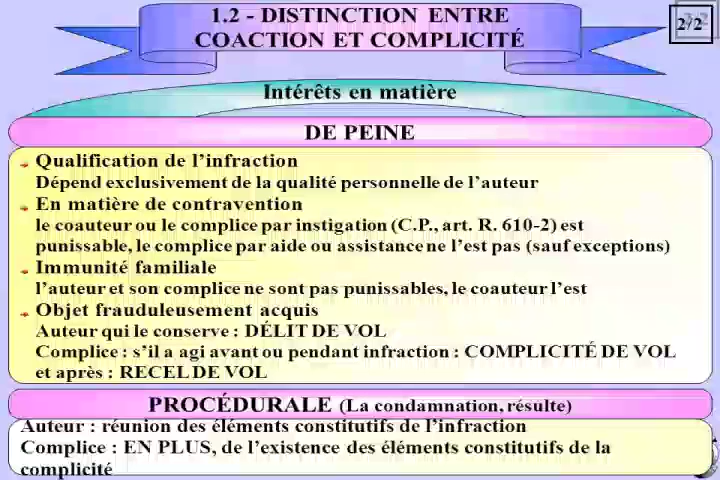 1.2 - DISTINCTION ENTRE
COACTION ET COMPLICITÉ
2/2
Intérêts en matière
DE PEINE
Qualification de l’infraction
Dépend exclusivement de la qualité personnelle de l’auteur
En matière de contravention
le coauteur ou le complice par instigation (C.P., art. R. 610-2) est
punissable, le complice par aide ou assistance ne l’est pas (sauf exceptions)
Immunité familiale
l’auteur et son complice ne sont pas punissables, le coauteur l’est
Objet frauduleusement acquis
Auteur qui le conserve : DÉLIT DE VOL
Complice : s’il a agi avant ou pendant infraction : COMPLICITÉ DE VOL
et après : RECEL DE VOL
PROCÉDURALE (La condamnation, résulte)
Auteur : réunion des éléments constitutifs de l’infraction
Complice : EN PLUS, de l’existence des éléments constitutifs de la
complicité